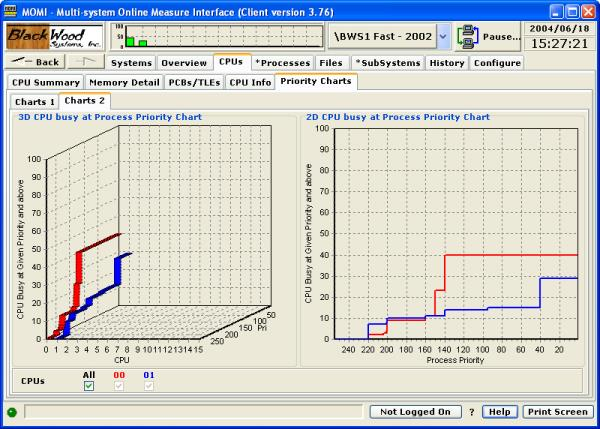 MOMI - Multi-system Online Measure Interface (Client version 3.76)
BlackWood
Systems, Inc.
\BWS1 Fast - 2002
Pause...
2004/06/18
15:27:21
Back
Systems Overview CPUs *Processes Files *SubSystems History Configure
CPU Summary Memory Detail PCBs/TLEs CPU Info Priority Charts
Charts 1 Charts 2
3D CPU busy at Process Priority Chart
CPU Busy at Given Priority and above
100
90
80
70
60
50
40
30
20
10
0
0 1 2 3 4 5 6 7 8 9 10 11 12 13 14 15
CPU
250 200 150 100 50
Pri
2D CPU busy at Process Priority Chart
CPU Busy at Given Priority and above
100
90
80
70
60
50
40
30
20
10
0
240 220 200 180 160 140 120 100 80 60 40 20
Process Priority
CPUs All 00 01
Not Logged On ? Help Print Screen